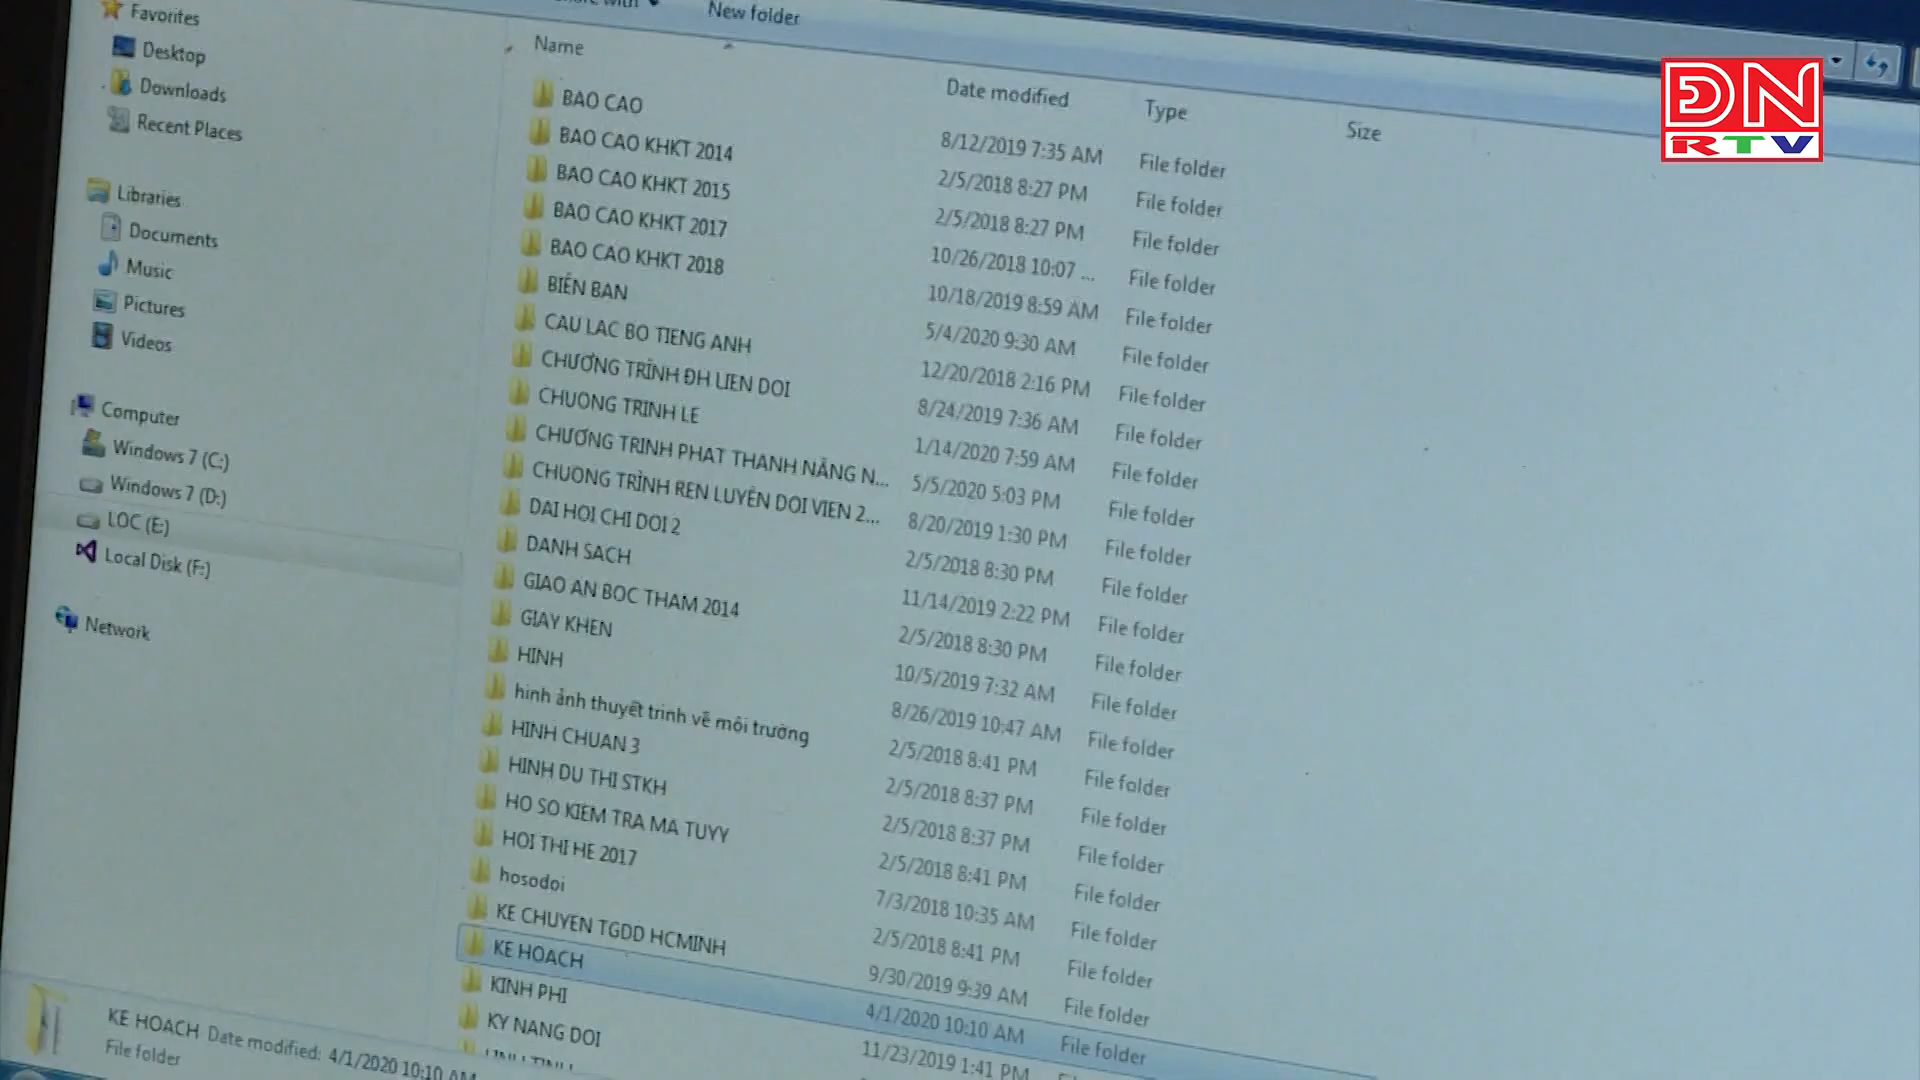 New folder
Favorites
Desktop
Downloads
Recent Places
Libraries
Documents
Music
Pictures
Videos
Computer
Windows 7 (C:)
Windows 7 (D:)
LOC (E:)
Local Disk (F:)
Network
Name Date modified Type Size
BAO CAO 8/12/2019 7:35 AM File folder
BAO CAO KHKT 2014 2/5/2018 8:27 PM File folder
BAO CAO KHKT 2015 2/5/2018 8:27 PM File folder
BAO CAO KHKT 2017 10/26/2018 10:07 ... File folder
BAO CAO KHKT 2018 10/18/2019 8:59 AM File folder
BIÊN BAN 5/4/2020 9:30 AM File folder
CAU LAC BO TIENG ANH 12/20/2018 2:16 PM File folder
CHƯƠNG TRÌNH ĐH LIEN DOI 8/24/2019 7:36 AM File folder
CHUONG TRINH LE 1/14/2020 7:59 AM File folder
CHƯƠNG TRINH PHAT THANH NĂNG N... 5/5/2020 5:03 PM File folder
CHUONG TRÌNH REN LUYÊN DOI VIEN 2... 8/20/2019 1:30 PM File folder
DAI HOI CHI DOI 2 2/5/2018 8:30 PM File folder
DANH SACH 11/14/2019 2:22 PM File folder
GIAO AN BOC THAM 2014 2/5/2018 8:30 PM File folder
GIAY KHEN 10/5/2019 7:32 AM File folder
HINH 8/26/2019 10:47 AM File folder
hinh ảnh thuyết trinh về môi trường 2/5/2018 8:41 PM File folder
HINH CHUAN 3 2/5/2018 8:37 PM File folder
HINH DU THI STKH 2/5/2018 8:37 PM File folder
HO SO KIEM TRA MA TUYY 2/5/2018 8:41 PM File folder
HOI THI HE 2017 7/3/2018 10:35 AM File folder
hosodoi 2/5/2018 8:41 PM File folder
KE CHUYEN TGDD HCMINH 9/30/2019 9:39 AM File folder
KE HOACH 4/1/2020 10:10 AM File folder
KINH PHI 11/23/2019 1:41 PM
KY NANG DOI
KE HOACH Date modified: 4/1/2020 10:10 AM
File folder
ĐN
RTV